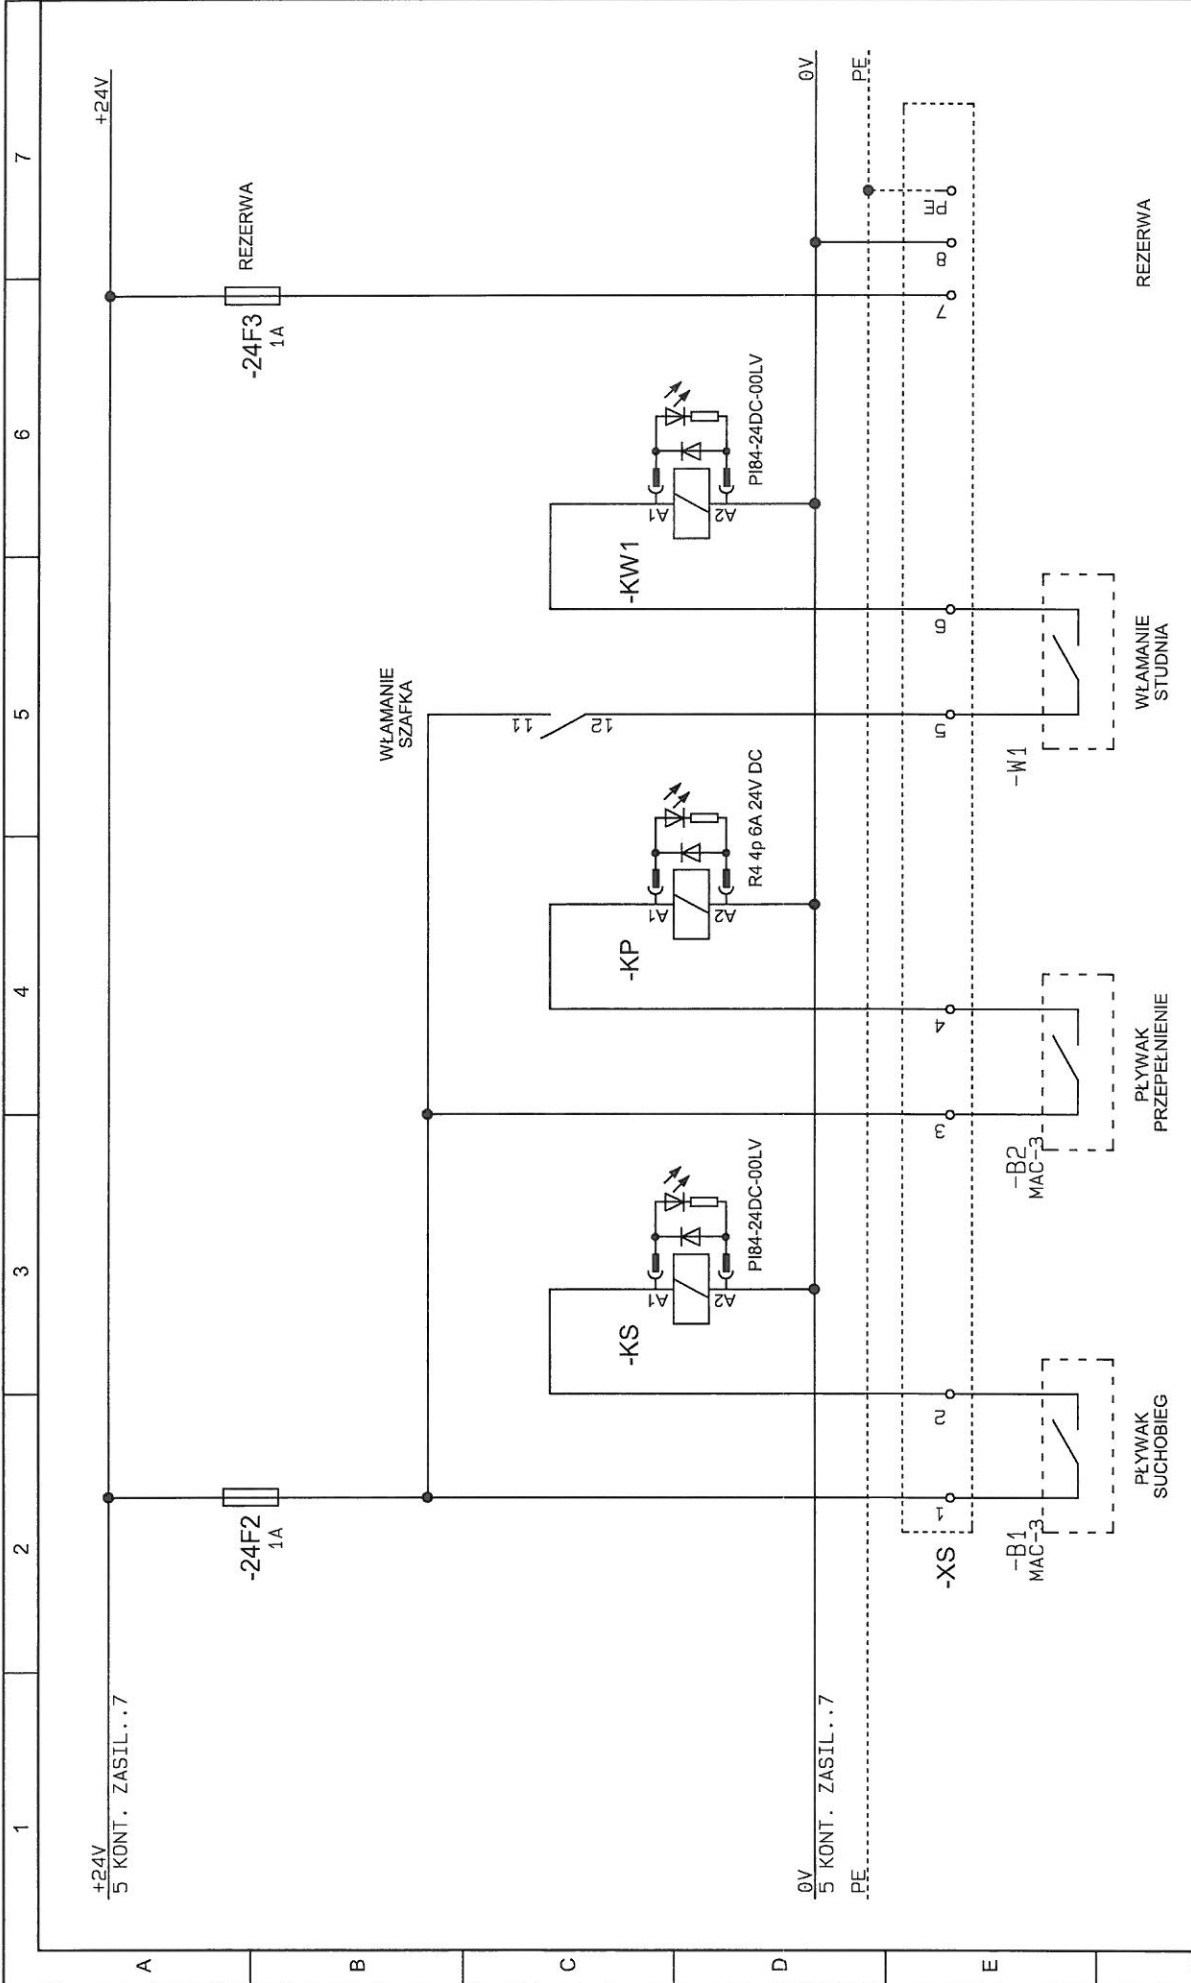 1
2
3
4
5
6
7
A
B
C
D
E
+24V
5 KONT. ZASIL..7
+24V
-24F2
1A
-24F3
1A
REZERWA
WŁAMANIE
SZAFKA
11
12
-KS
A1
A2
PI84-24DC-00LV
-KP
A1
A2
R4 4p 6A 24V DC
-KW1
A1
A2
PI84-24DC-00LV
0V
5 KONT. ZASIL..7
0V
PE
PE
-XS
1
2
3
4
5
6
7
8
PE
-B1
MAC-3
-B2
MAC-3
-W1
PŁYWAK
SUCHOBIEG
PŁYWAK
PRZEPEŁNIENIE
WŁAMANIE
STUDNIA
REZERWA